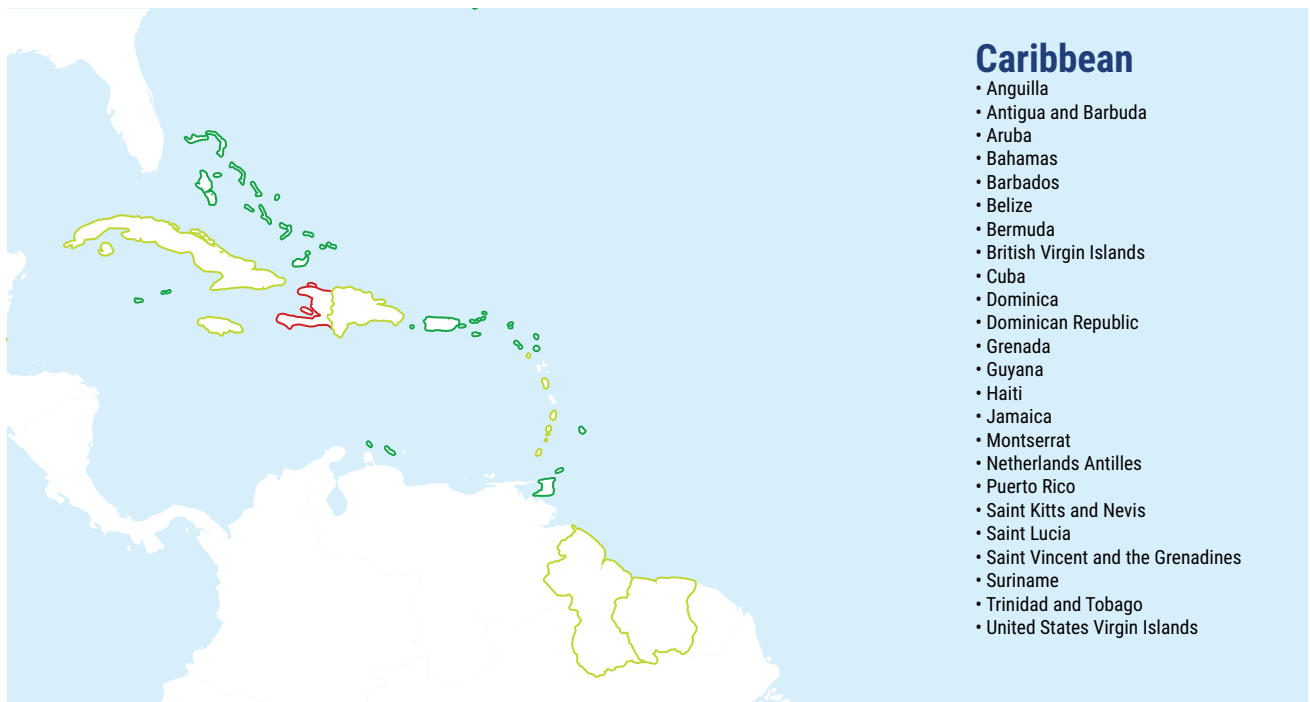 Caribbean
• Anguilla
• Antigua and Barbuda
• Aruba
• Bahamas
• Barbados
• Belize
• Bermuda
• British Virgin Islands
• Cuba
• Dominica
• Dominican Republic
• Grenada
• Guyana
• Haiti
• Jamaica
• Montserrat
• Netherlands Antilles
• Puerto Rico
• Saint Kitts and Nevis
• Saint Lucia
• Saint Vincent and the Grenadines
• Suriname
• Trinidad and Tobago
• United States Virgin Islands